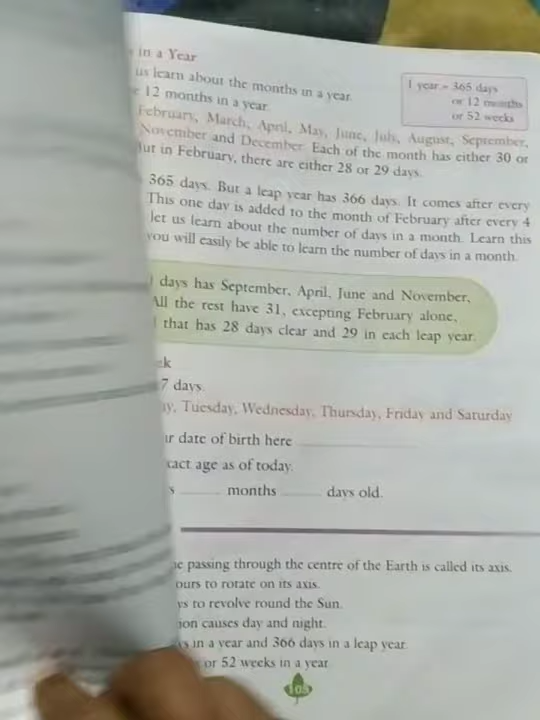 in a Year
us learn about the months in a year.
12 months in a year.
1 year = 365 days
or 12 months
or 52 weeks
February, March, April, May, June, July, August, September,
November and December. Each of the month has either 30 or
in February, there are either 28 or 29 days.
365 days. But a leap year has 366 days. It comes after every
This one day is added to the month of February after every 4
let us learn about the number of days in a month. Learn this
you will easily be able to learn the number of days in a month.
days has September, April, June and November,
All the rest have 31, excepting February alone,
that has 28 days clear and 29 in each leap year.
7 days.
Tuesday, Wednesday, Thursday, Friday and Saturday
date of birth here
age as of today.
months days old.
passing through the centre of the Earth is called its axis.
to rotate on its axis.
to revolve round the Sun.
causes day and night.
in a year and 366 days in a leap year.
or 52 weeks in a year.
105